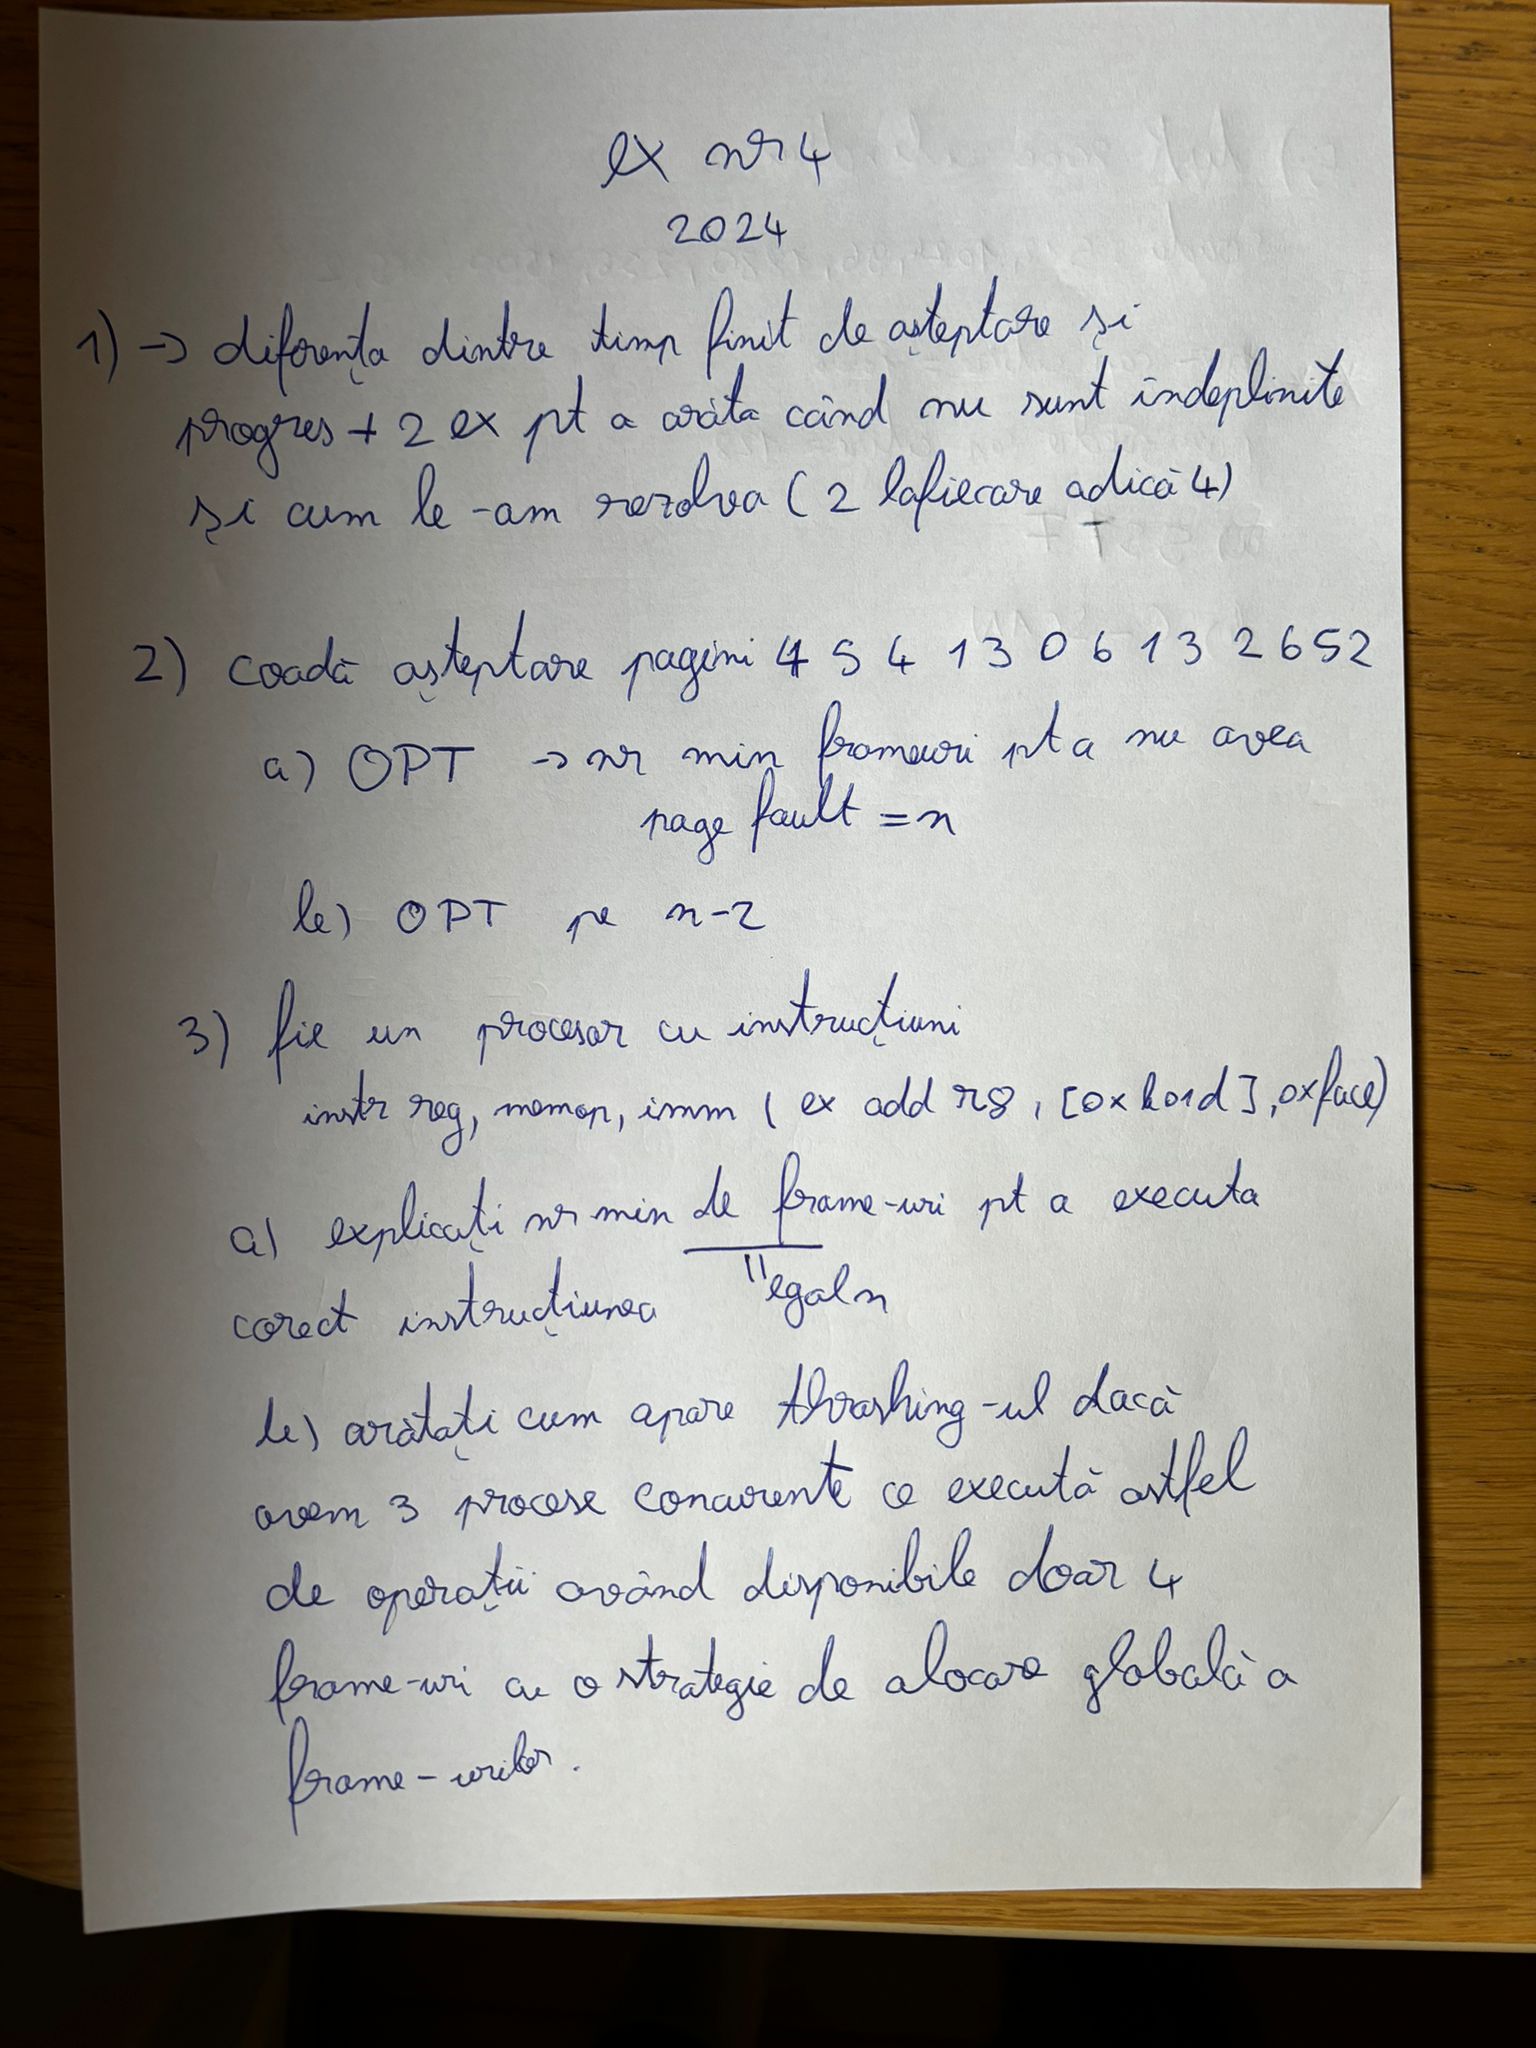 ex nr 4
2024
1) → diferența dintre timp finit de așteptare și
progres + 2 ex pt a arăta când nu sunt îndeplinite
și cum le-am rezolva (2 lafiecare adică 4)
2) coadă așteptare pagini 4 5 4 1 3 0 6 1 3 2 6 5 2
a) OPT → nr min frameuri pt a nu avea
page fault = n
b) OPT pe n-2
3) fie un procesor cu instrucțiuni
instr reg, memop, imm ( ex add r8, [0xb01d], 0xface)
a) explicați nr min de frame-uri pt a executa
corect instrucțiunea
" egal n
b) arătați cum apare thrashing-ul dacă
avem 3 procese concurente ce execută astfel
de operații având disponibile doar 4
frame-uri cu o strategie de alocare globală a
frame-urilor.